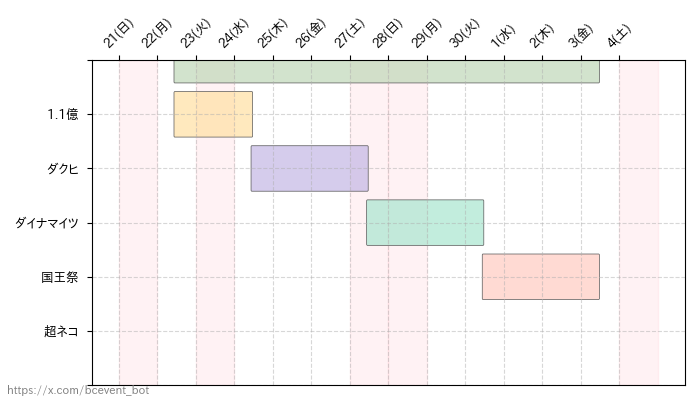 21(日)
22(月)
23(火)
24(水)
25(木)
26(金)
27(土)
28(日)
29(月)
30(火)
1(水)
2(木)
3(金)
4(土)
1.1億
ダクヒ
ダイナマイツ
国王祭
超ネコ
https://x.com/bcevent_bot